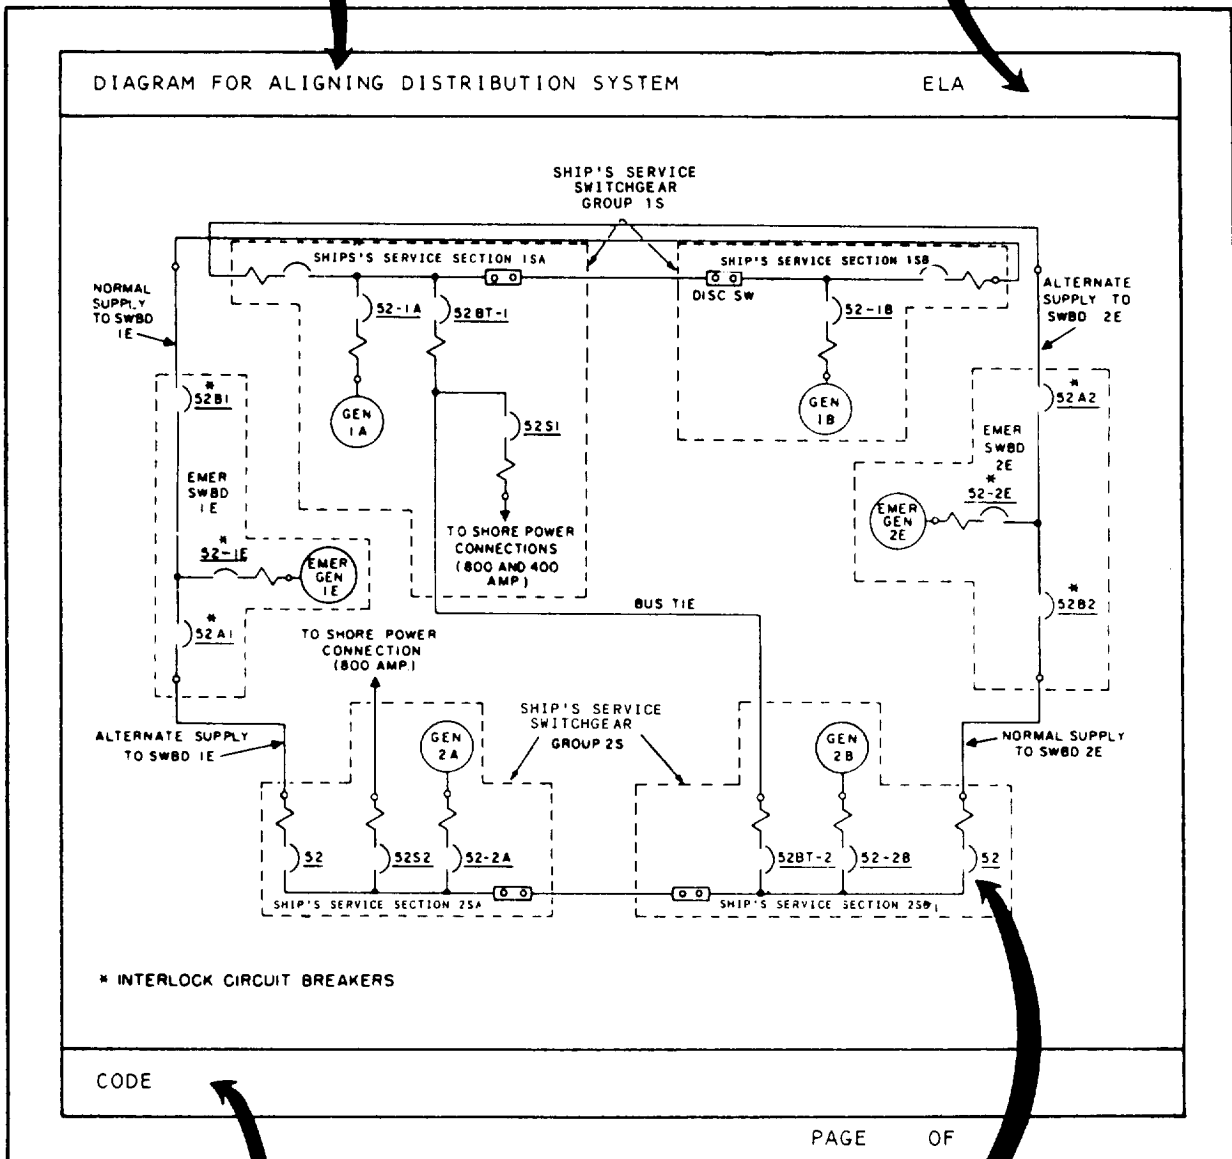 DIAGRAM FOR ALIGNING DISTRIBUTION SYSTEM
ELA
SHIP'S SERVICE
SWITCHGEAR
GROUP 1S
SHIPS'S SERVICE SECTION 1SA
SHIP'S SERVICE SECTION 1SB
DISC SW
NORMAL
SUPPLY
TO SWBD
1E
ALTERNATE
SUPPLY TO
SWBD 2E
52-1A
52BT-1
52-1B
*
52B1
*
52A2
GEN
1A
52S1
GEN
1B
EMER
SWBD
1E
EMER
SWBD
2E
*
52-2E
EMER
GEN
2E
TO SHORE POWER
CONNECTIONS
(800 AND 400
AMP.)
*
52-1E
EMER
GEN
1E
*
52A1
BUS TIE
*
52B2
TO SHORE POWER
CONNECTION
(800 AMP.)
ALTERNATE SUPPLY
TO SWBD 1E
SHIP'S SERVICE
SWITCHGEAR
GROUP 2S
GEN
2A
GEN
2B
NORMAL SUPPLY
TO SWBD 2E
52
52S2
52-2A
52BT-2
52-2B
52
SHIP'S SERVICE SECTION 2SA
SHIP'S SERVICE SECTION 2SB
* INTERLOCK CIRCUIT BREAKERS
CODE
PAGE OF